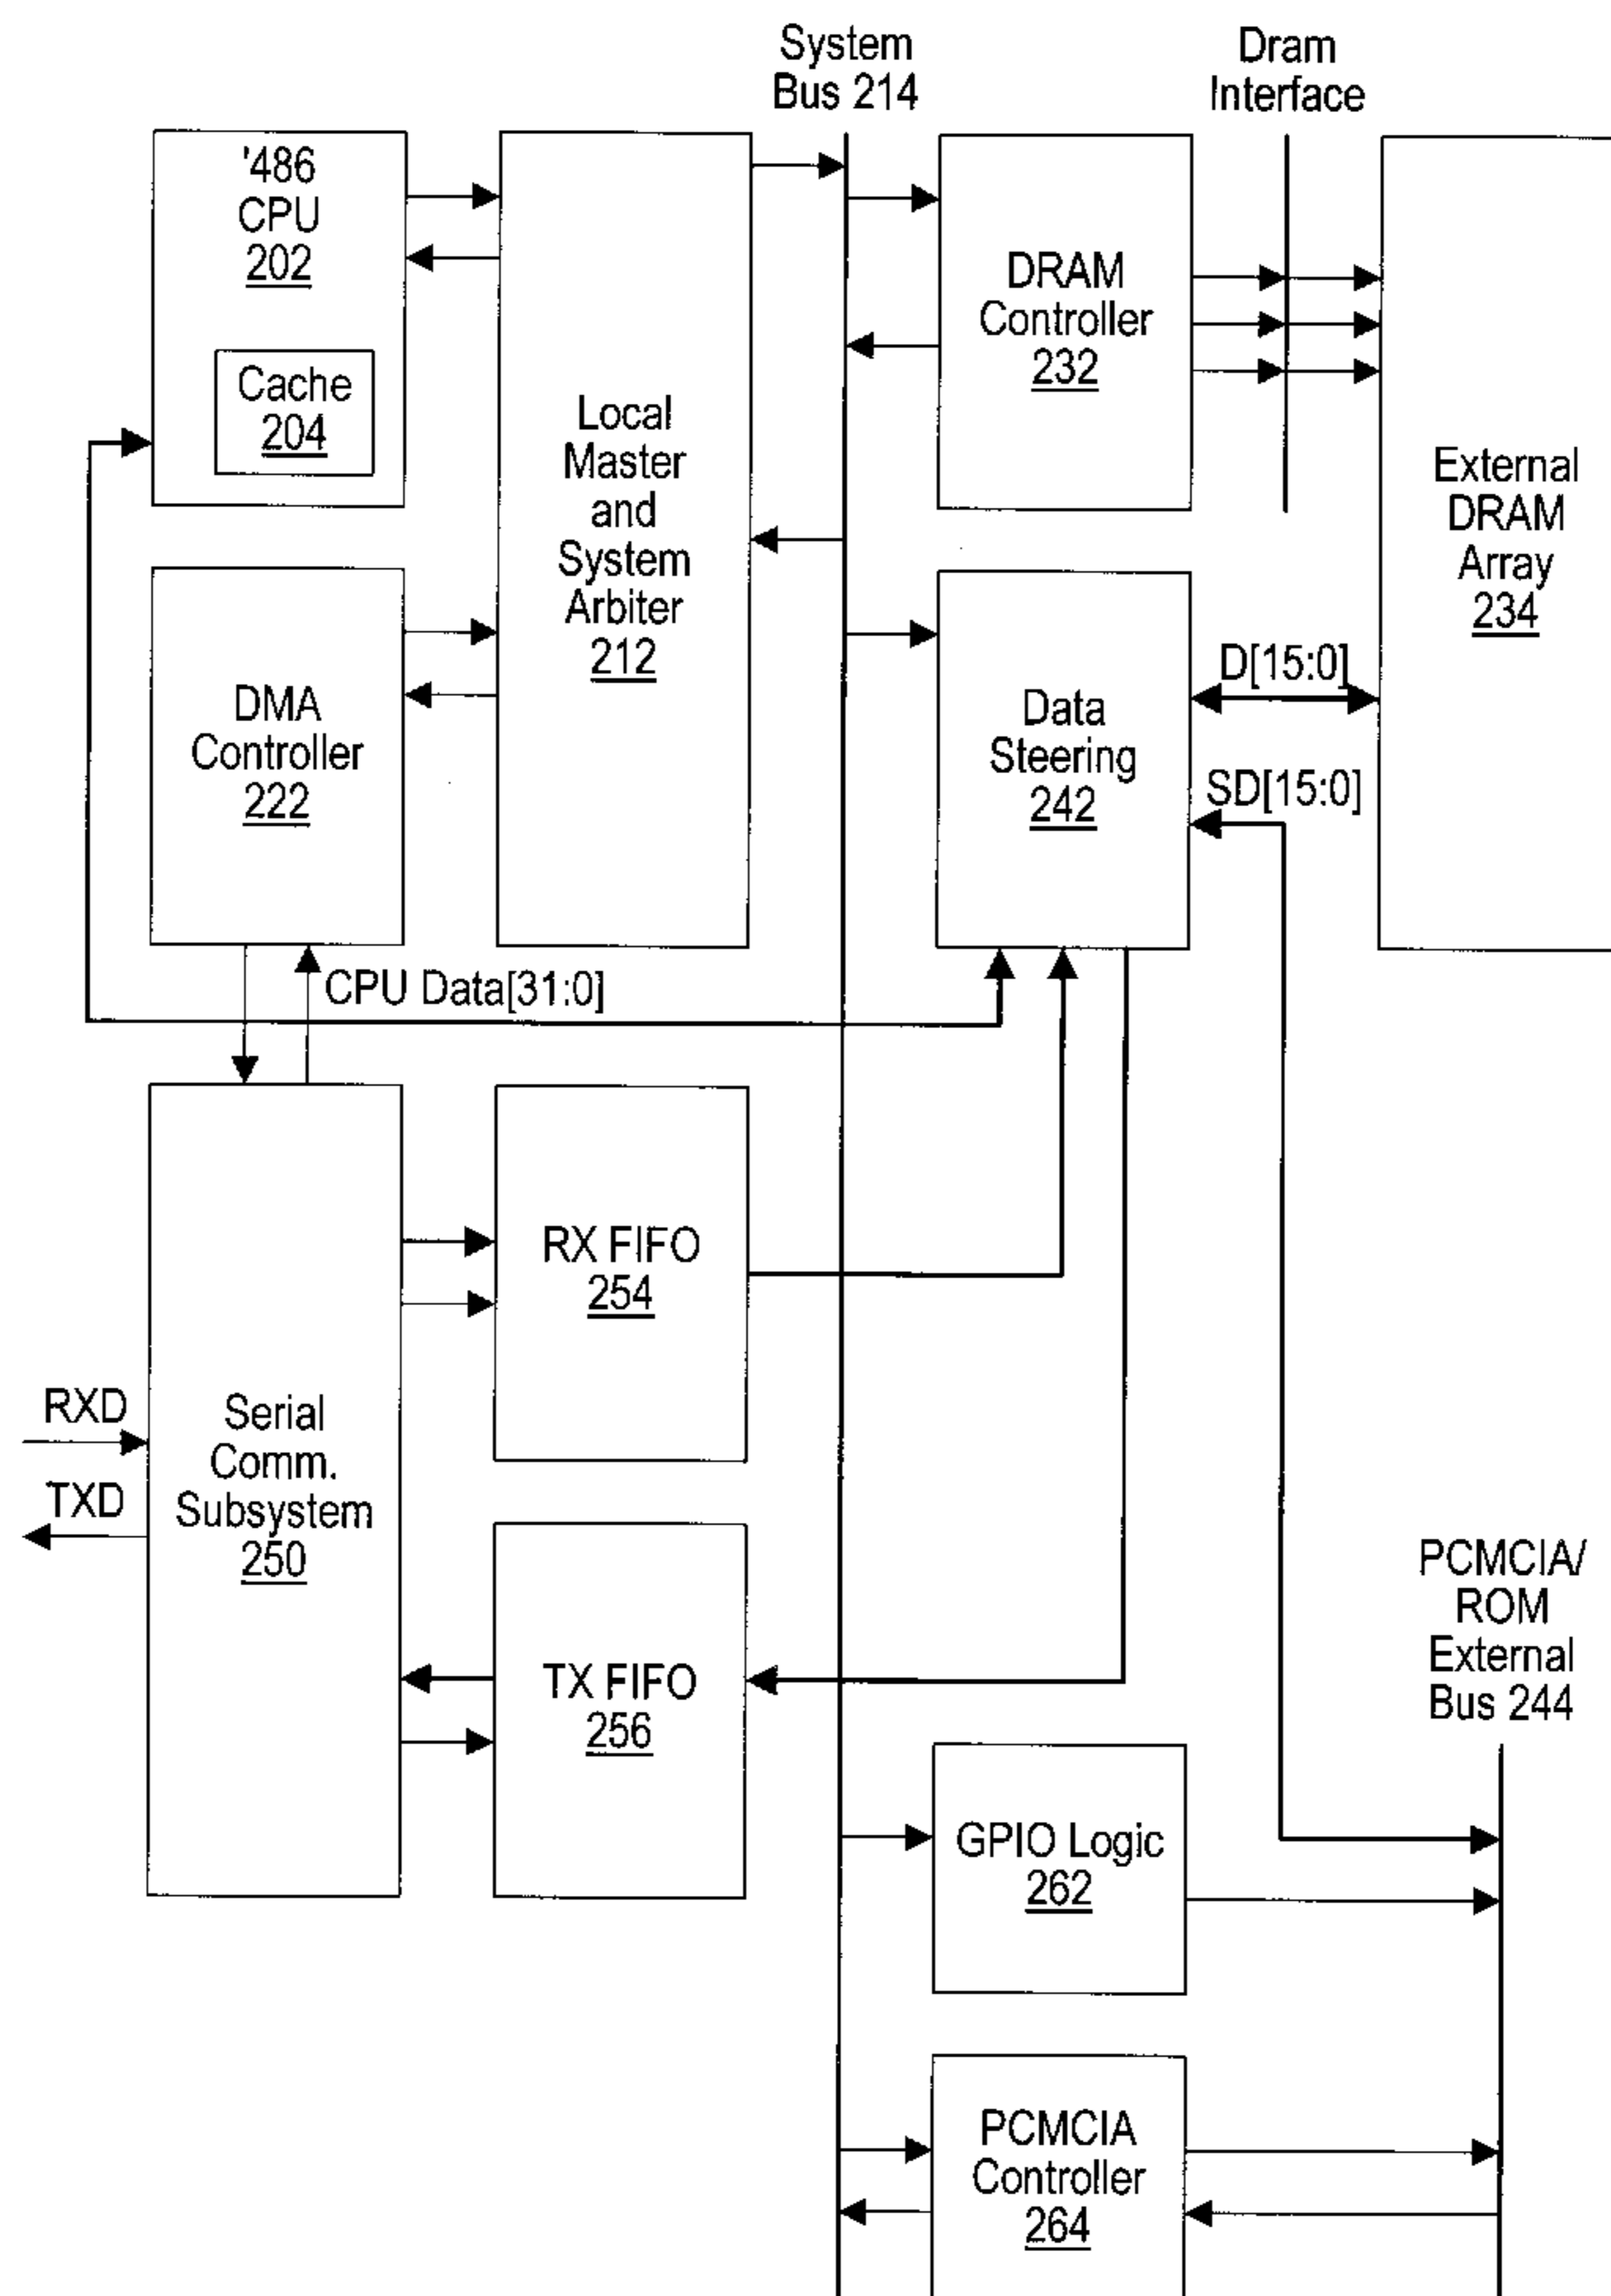 System
Bus 214
Dram
Interface
'486
CPU
202
Cache
204
Local
Master
and
System
Arbiter
212
DRAM
Controller
232
External
DRAM
Array
234
DMA
Controller
222
Data
Steering
242
D[15:0]
SD[15:0]
CPU Data[31:0]
RX FIFO
254
RXD
TXD
Serial
Comm.
Subsystem
250
TX FIFO
256
PCMCIA/
ROM
External
Bus 244
GPIO Logic
262
PCMCIA
Controller
264